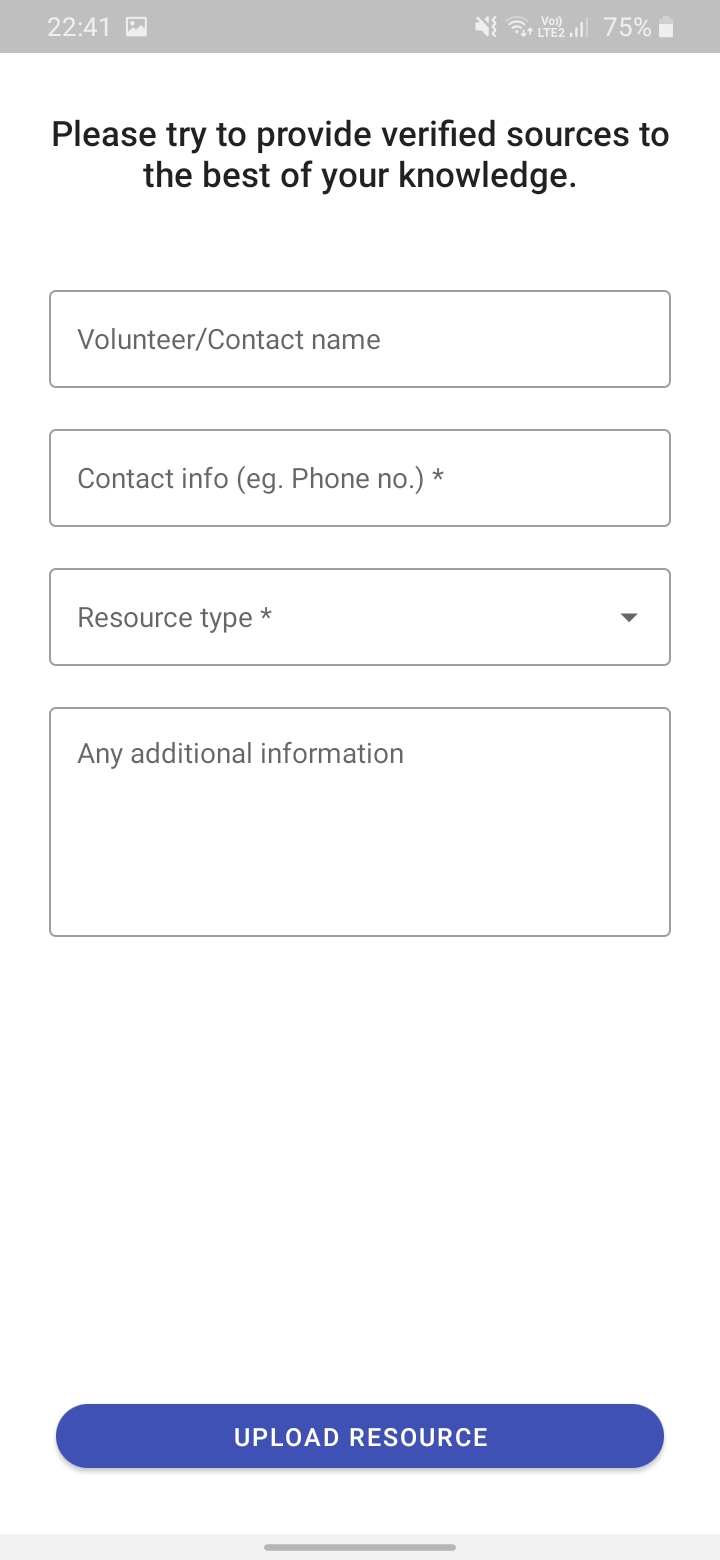 22:41
Vo)) LTE2 75%
Please try to provide verified sources to
the best of your knowledge.
Volunteer/Contact name
Contact info (eg. Phone no.) *
Resource type *
Any additional information
UPLOAD RESOURCE